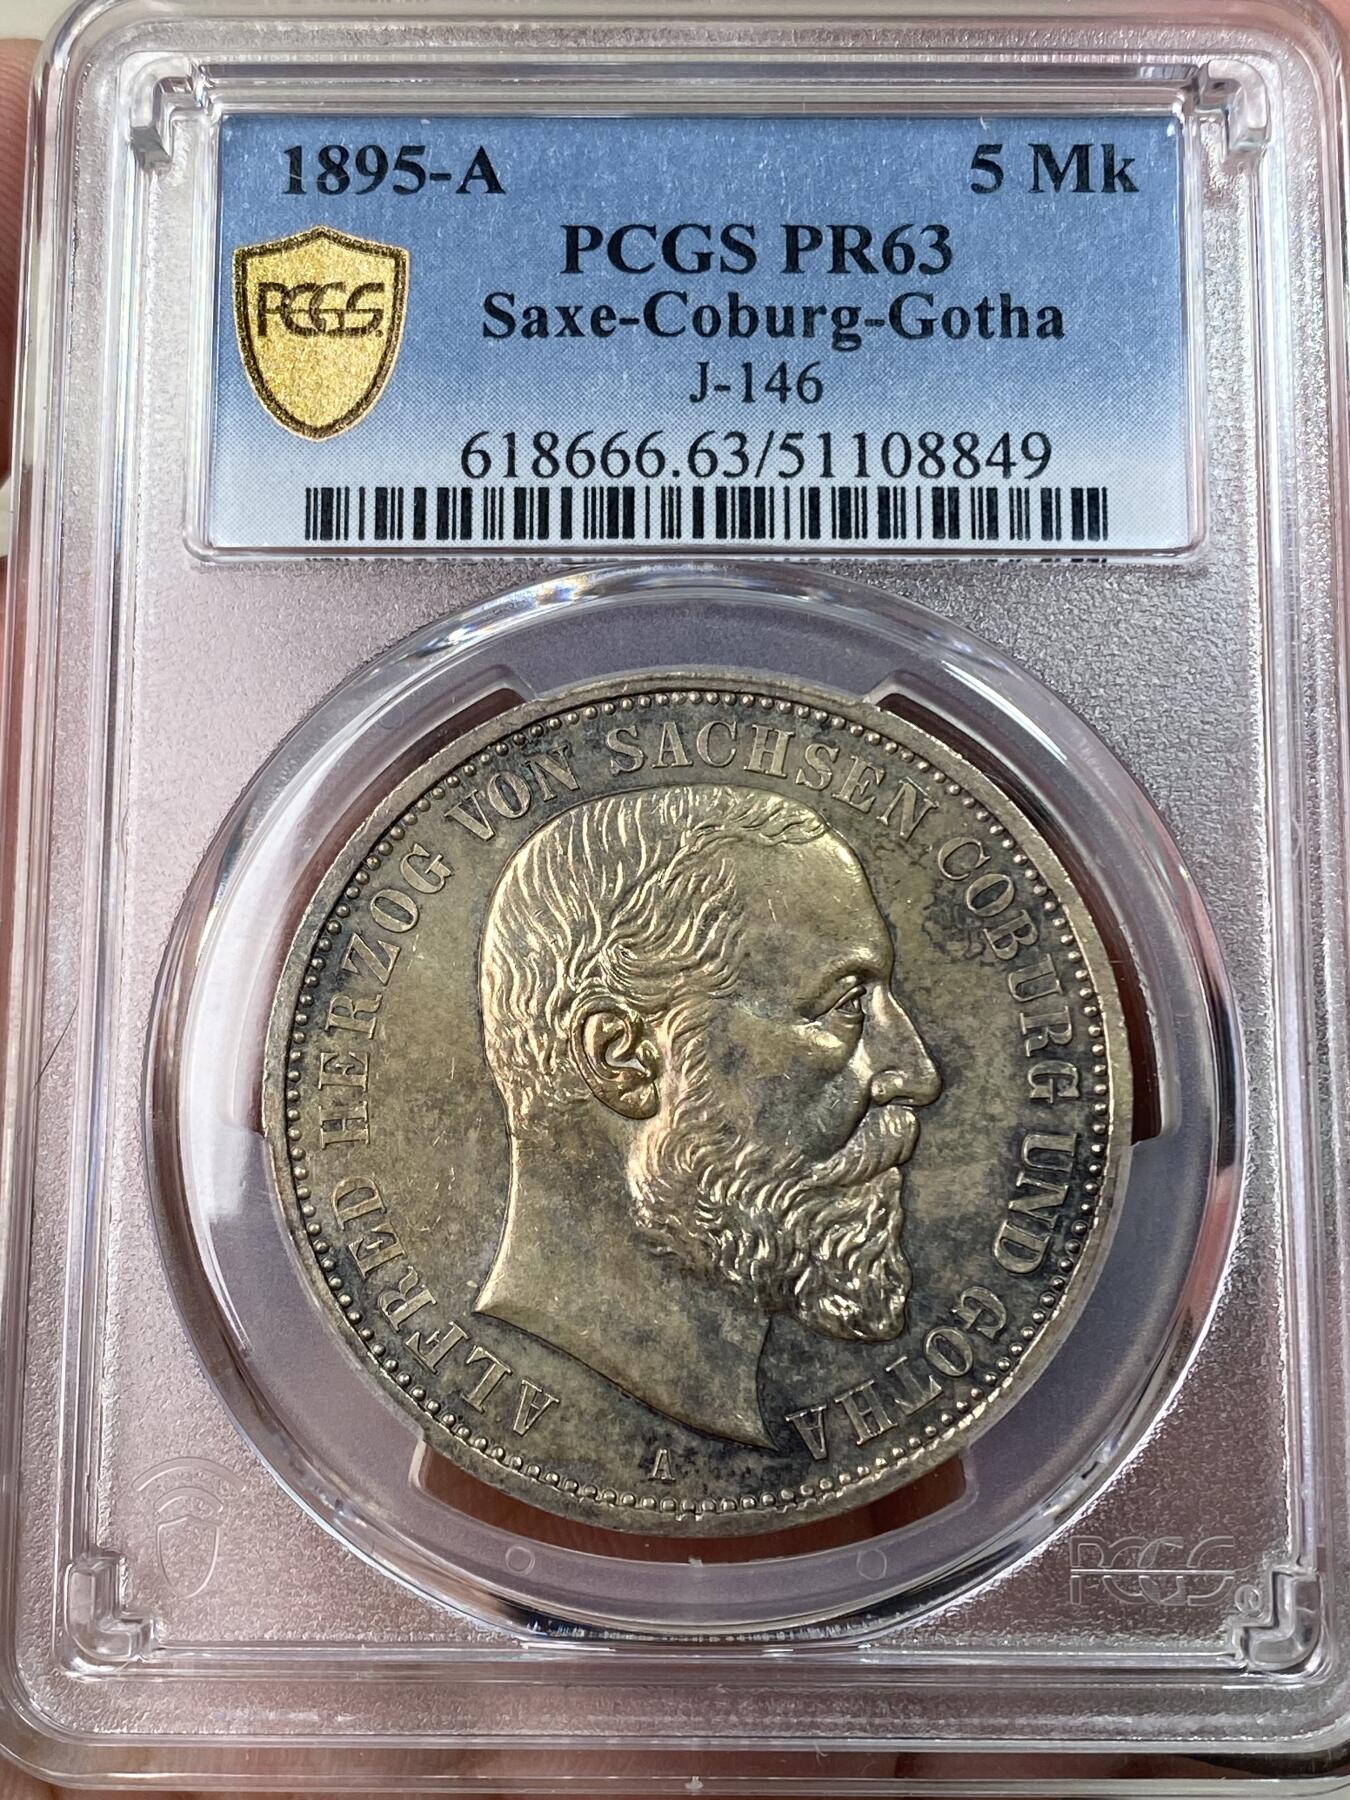 1895-A 5 Mk
PCGS PR63
PCGS
Saxe-Coburg-Gotha
J-146
618666.63/51108849
ALFRED HERZOG VON SACHSEN COBURG UND GOTHA
A
PCGS